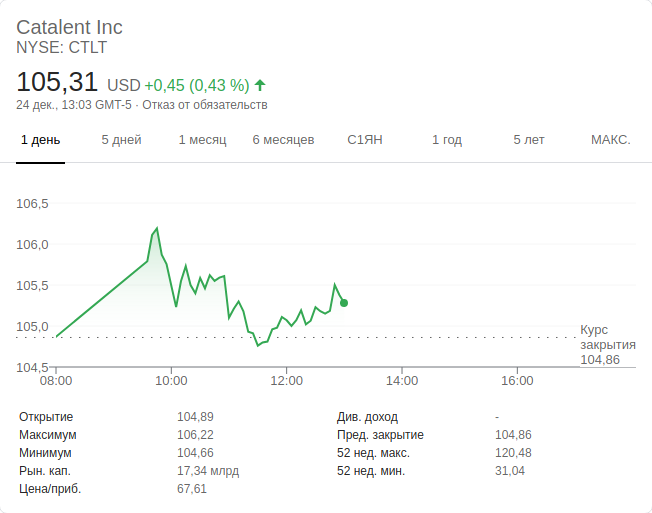 Catalent Inc
NYSE: CTLT
105,31 USD +0,45 (0,43 %)
24 дек., 13:03 GMT-5 · Отказ от обязательств
1 день 5 дней 1 месяц 6 месяцев С1ЯН 1 год 5 лет МАКС.
106,5
106,0
105,5
105,0
Курс
закрытия
104,86
104,5
08:00 10:00 12:00 14:00 16:00
Открытие 104,89 Див. доход -
Максимум 106,22 Пред. закрытие 104,86
Минимум 104,66 52 нед. макс. 120,48
Рын. кап. 17,34 млрд 52 нед. мин. 31,04
Цена/приб. 67,61